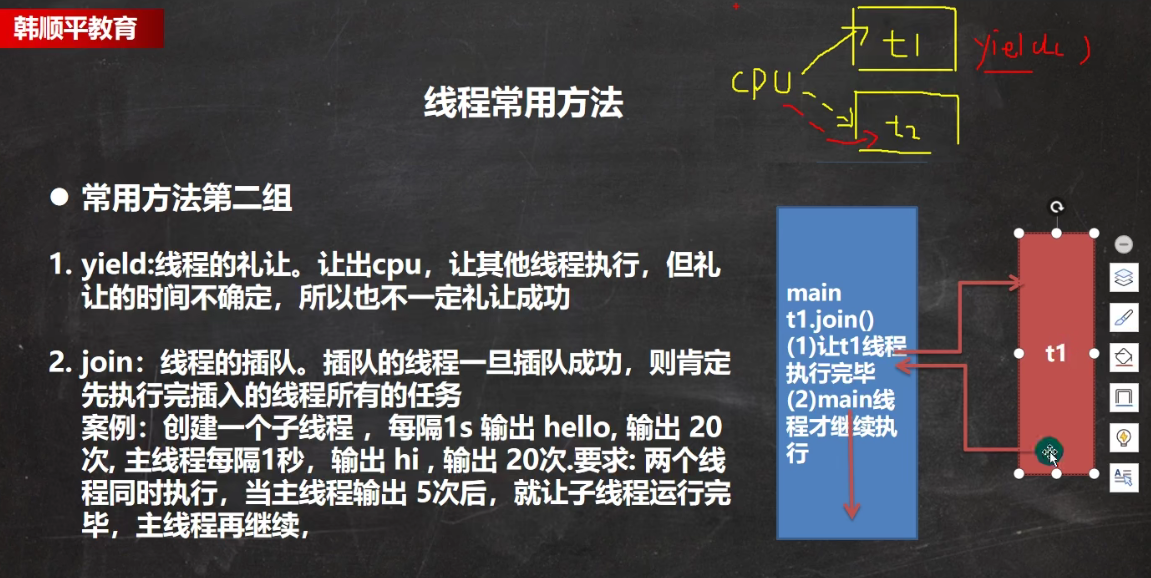 韩顺平教育
cpu
t1
yield()
t2
线程常用方法
● 常用方法第二组
1. yield:线程的礼让。让出cpu，让其他线程执行，但礼
让的时间不确定，所以也不一定礼让成功
2. join：线程的插队。插队的线程一旦插队成功，则肯定
先执行完插入的线程所有的任务
案例：创建一个子线程 ，每隔1s 输出 hello, 输出 20
次, 主线程每隔1秒，输出 hi , 输出 20次.要求: 两个线
程同时执行，当主线程输出 5次后，就让子线程运行完
毕，主线程再继续，
main
t1.join()
(1)让t1线程
执行完毕
(2)main线
程才继续执
行
t1